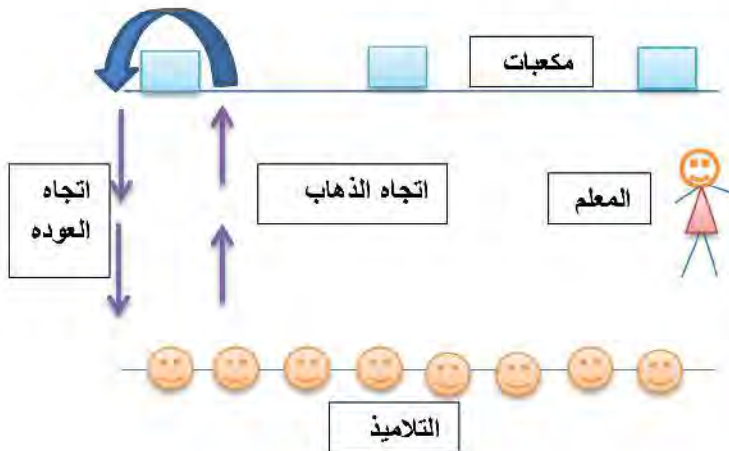 مكعبات
اتجاه الذهاب
المعلم
اتجاه
العوده
التلاميذ